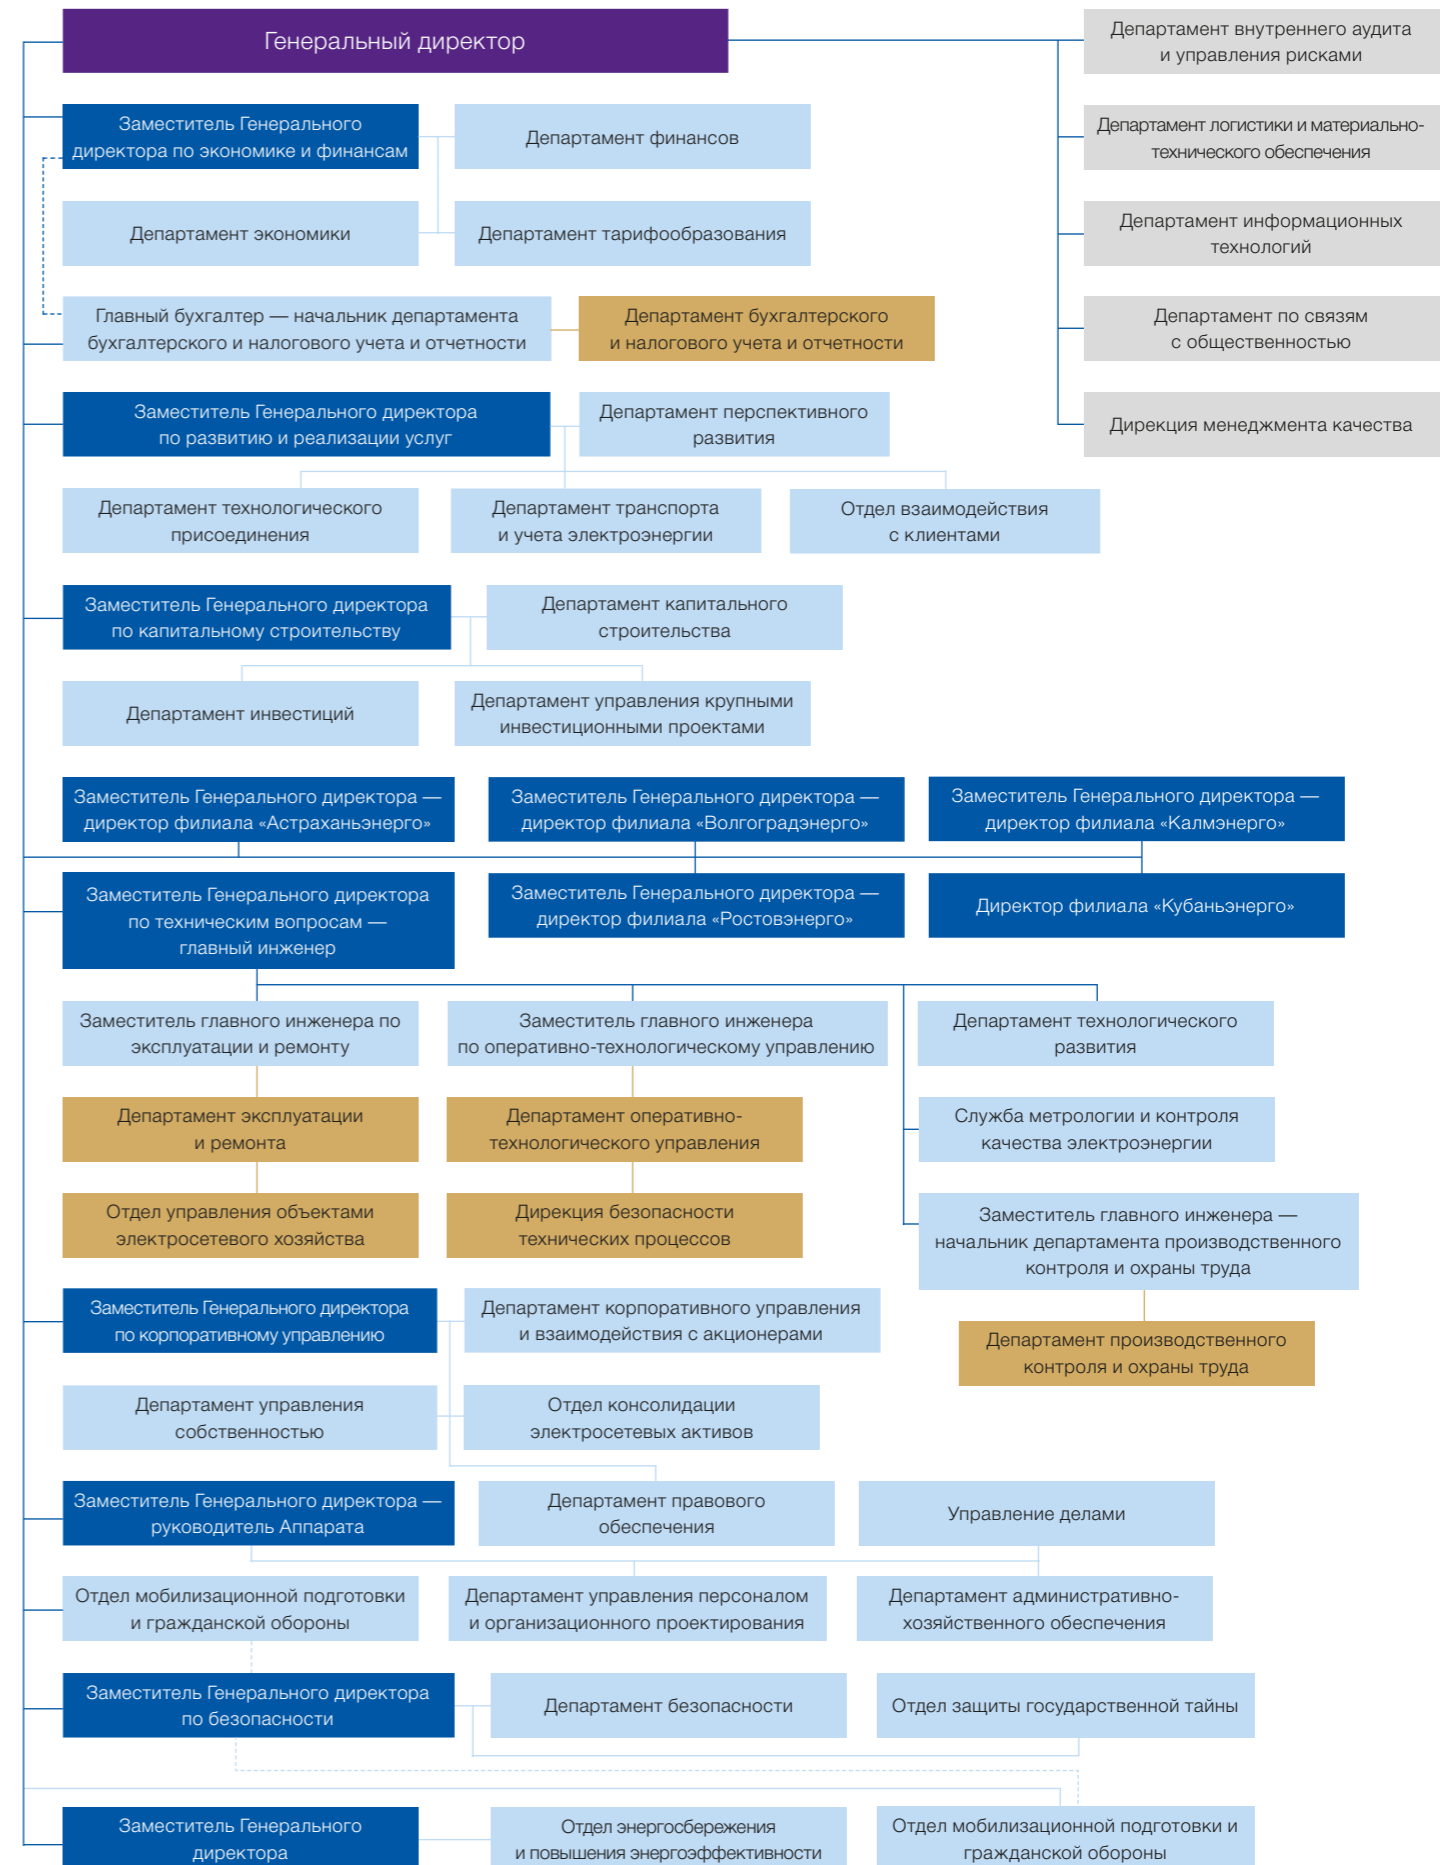 Генеральный директор
Департамент внутреннего аудита
и управления рисками
Заместитель Генерального
директора по экономике и финансам
Департамент финансов
Департамент логистики и материально-
технического обеспечения
Департамент экономики
Департамент тарифообразования
Департамент информационных
технологий
Главный бухгалтер — начальник департамента
бухгалтерского и налогового учета и отчетности
Департамент бухгалтерского
и налогового учета и отчетности
Департамент по связям
с общественностью
Заместитель Генерального директора
по развитию и реализации услуг
Департамент перспективного
развития
Дирекция менеджмента качества
Департамент технологического
присоединения
Департамент транспорта
и учета электроэнергии
Отдел взаимодействия
с клиентами
Заместитель Генерального директора
по капитальному строительству
Департамент капитального
строительства
Департамент инвестиций
Департамент управления крупными
инвестиционными проектами
Заместитель Генерального директора —
директор филиала «Астраханьэнерго»
Заместитель Генерального директора —
директор филиала «Волгоградэнерго»
Заместитель Генерального директора —
директор филиала «Калмэнерго»
Заместитель Генерального директора
по техническим вопросам —
главный инженер
Заместитель Генерального директора —
директор филиала «Ростовэнерго»
Директор филиала «Кубаньэнерго»
Заместитель главного инженера по
эксплуатации и ремонту
Заместитель главного инженера
по оперативно-технологическому управлению
Департамент технологического
развития
Департамент эксплуатации
и ремонта
Департамент оперативно-
технологического управления
Служба метрологии и контроля
качества электроэнергии
Отдел управления объектами
электросетевого хозяйства
Дирекция безопасности
технических процессов
Заместитель главного инженера —
начальник департамента производственного
контроля и охраны труда
Заместитель Генерального директора
по корпоративному управлению
Департамент корпоративного управления
и взаимодействия с акционерами
Департамент производственного
контроля и охраны труда
Департамент управления
собственностью
Отдел консолидации
электросетевых активов
Заместитель Генерального директора —
руководитель Аппарата
Департамент правового
обеспечения
Управление делами
Отдел мобилизационной подготовки
и гражданской обороны
Департамент управления персоналом
и организационного проектирования
Департамент административно-
хозяйственного обеспечения
Заместитель Генерального директора
по безопасности
Департамент безопасности
Отдел защиты государственной тайны
Заместитель Генерального
директора
Отдел энергосбережения
и повышения энергоэффективности
Отдел мобилизационной подготовки и
гражданской обороны